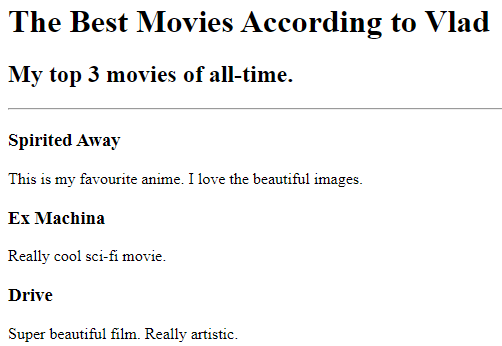 The Best Movies According to Vlad
My top 3 movies of all-time.
Spirited Away
This is my favourite anime. I love the beautiful images.
Ex Machina
Really cool sci-fi movie.
Drive
Super beautiful film. Really artistic.